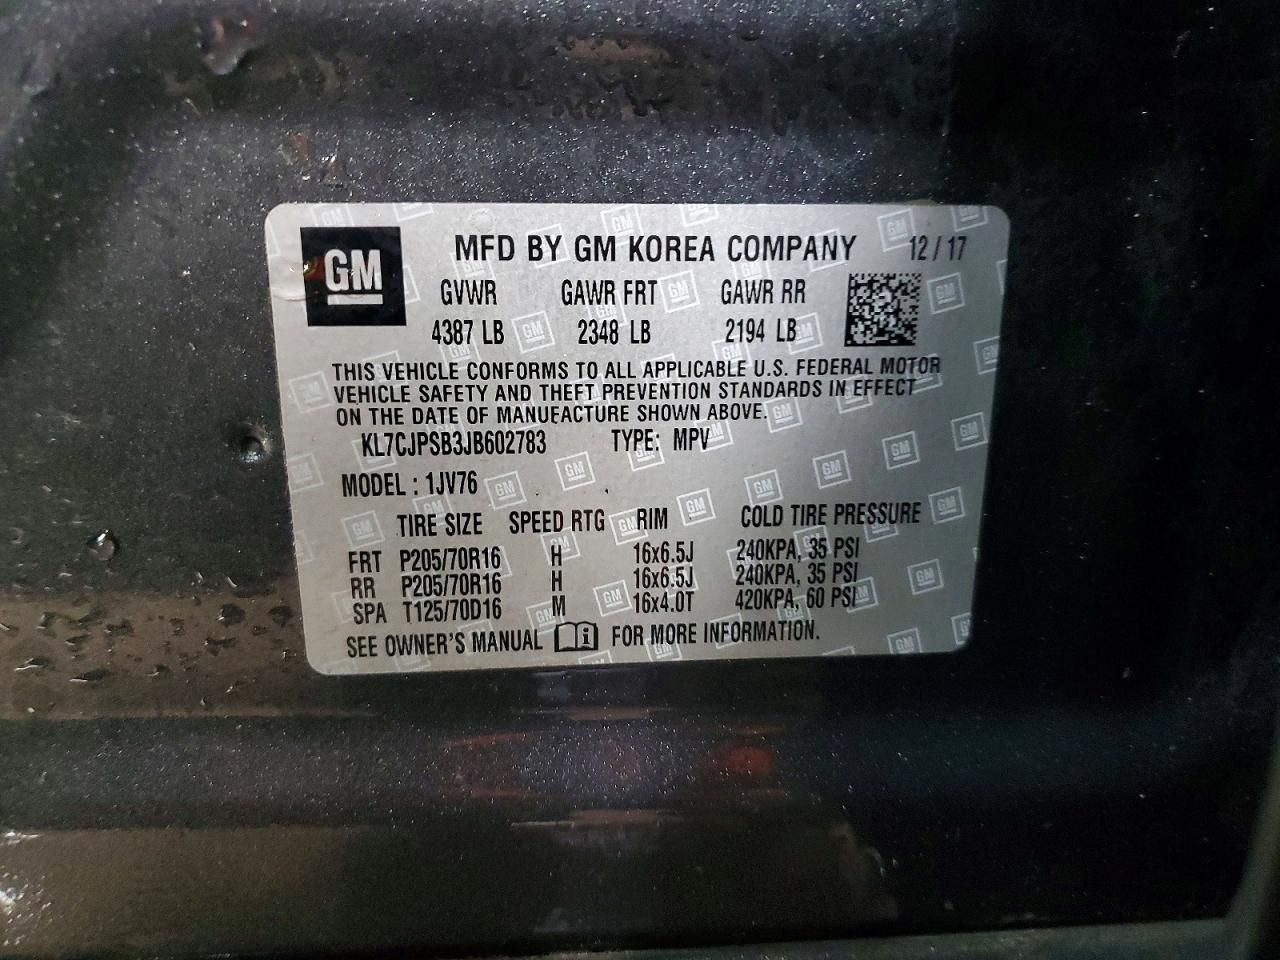 GM MFD BY GM KOREA COMPANY 12/17
GVWR GAWR FRT GAWR RR
4387 LB 2348 LB 2194 LB
THIS VEHICLE CONFORMS TO ALL APPLICABLE U.S. FEDERAL MOTOR
VEHICLE SAFETY AND THEFT PREVENTION STANDARDS IN EFFECT
ON THE DATE OF MANUFACTURE SHOWN ABOVE.
KL7CJPSB3JB602783 TYPE: MPV
MODEL : 1JV76
TIRE SIZE SPEED RTG RIM COLD TIRE PRESSURE
FRT P205/70R16 H 16x6.5J 240KPA, 35 PSI
RR P205/70R16 H 16x6.5J 240KPA, 35 PSI
SPA T125/70D16 M 16x4.0T 420KPA, 60 PSI
SEE OWNER'S MANUAL i FOR MORE INFORMATION.